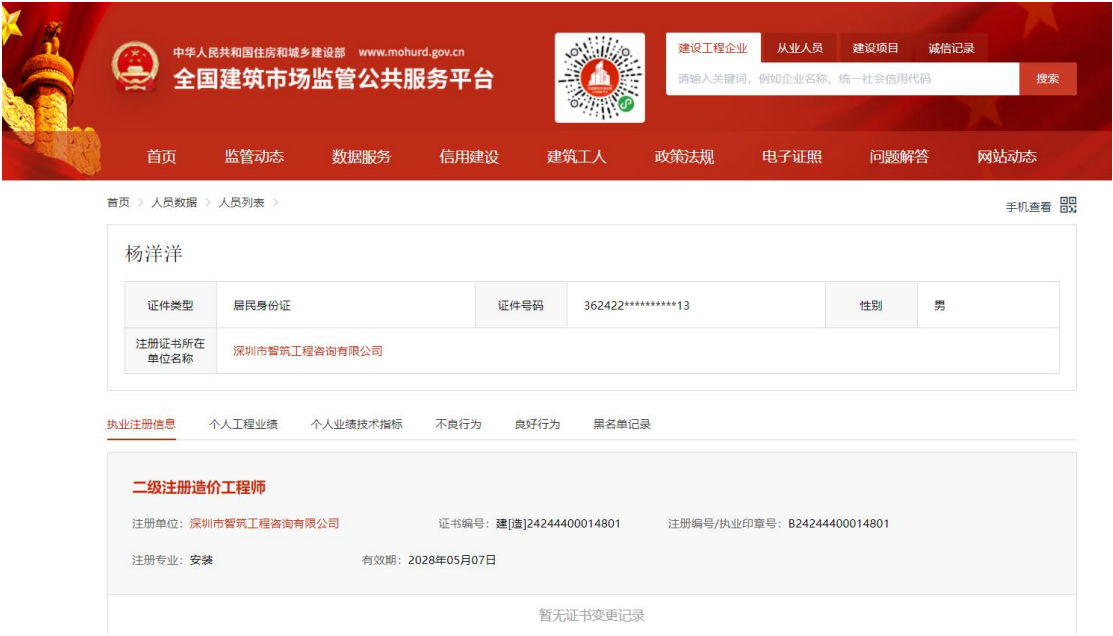 中华人民共和国住房和城乡建设部 www.mohurd.gov.cn
全国建筑市场监管公共服务平台
建设工程企业 从业人员 建设项目 诚信记录
请输入关键词，例如企业名称、统一社会信用代码 搜索
首页 监管动态 数据服务 信用建设 建筑工人 政策法规 电子证照 问题解答 网站动态
首页 > 人员数据 > 人员列表 >
手机查看
杨洋洋
证件类型 居民身份证 证件号码 362422**********13 性别 男
注册证书所在
单位名称
深圳市智筑工程咨询有限公司
执业注册信息 个人工程业绩 个人业绩技术指标 不良行为 良好行为 黑名单记录
二级注册造价工程师
注册单位：深圳市智筑工程咨询有限公司 证书编号：建[造]24244400014801 注册编号/执业印章号：B24244400014801
注册专业：安装 有效期：2028年05月07日
暂无证书变更记录